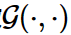 𝒢(·, ·)